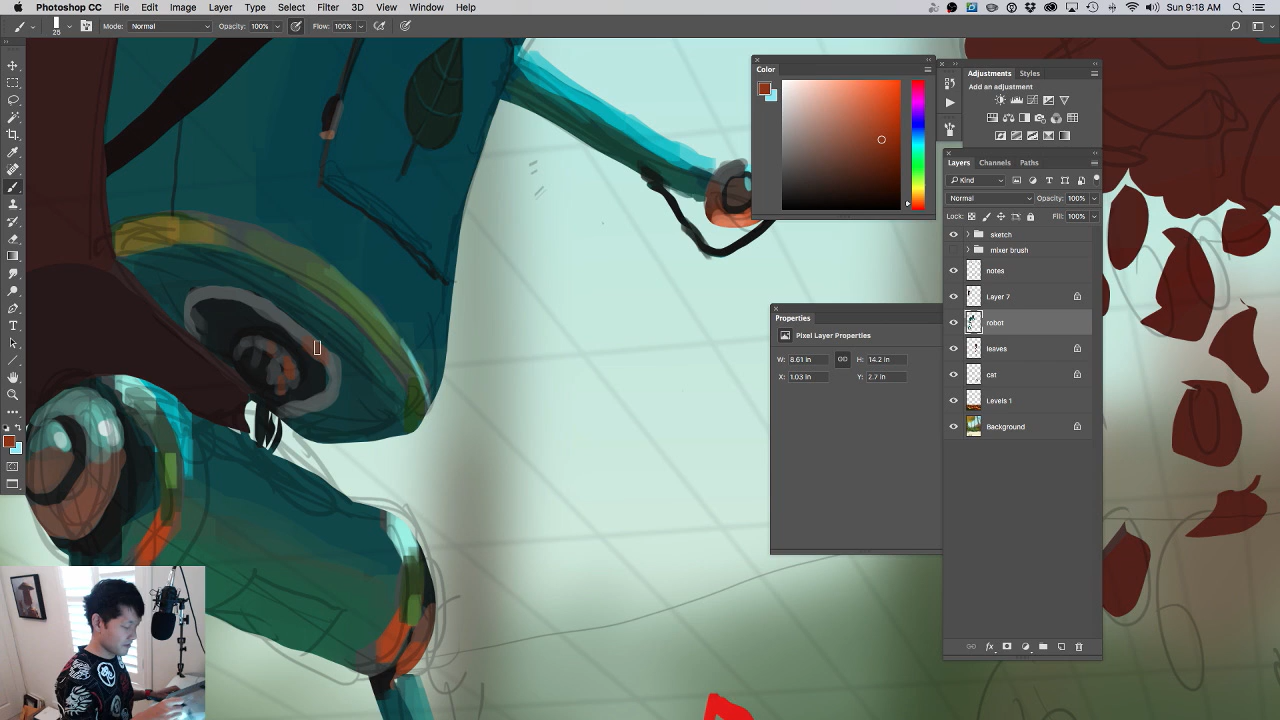 Photoshop CC File Edit Image Layer Type Select Filter 3D View Window Help Sun 9:18 AM
25 Mode: Normal Opacity: 100% Flow: 100%
Color
Adjustments Styles
Add an adjustment
Layers Channels Paths
Kind
Normal Opacity: 100%
Lock: Fill: 100%
sketch
mixer brush
notes
Layer 7
robot
leaves
cat
Levels 1
Background
Properties
Pixel Layer Properties
W: 8.61 in H: 14.2 in
X: 1.03 in Y: 2.7 in
fx